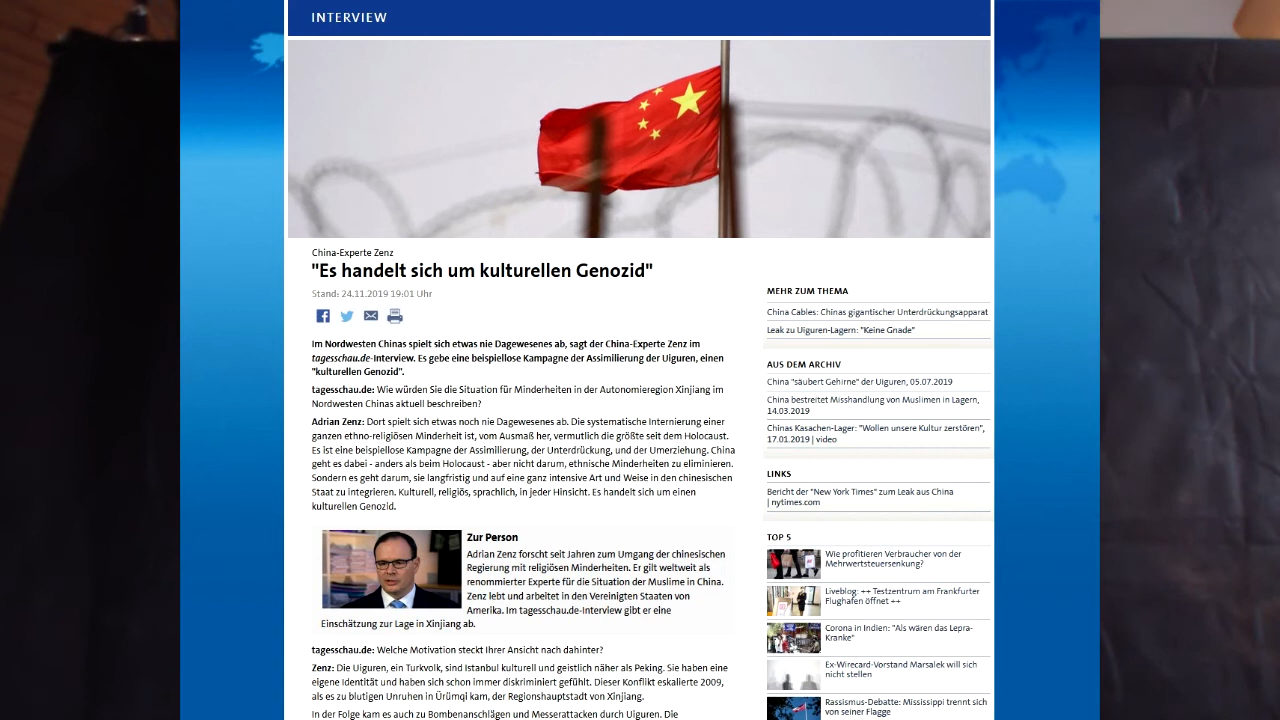 INTERVIEW
China-Experte Zenz
"Es handelt sich um kulturellen Genozid"
Stand: 24.11.2019 19:01 Uhr
Im Nordwesten Chinas spielt sich etwas nie Dagewesenes ab, sagt der China-Experte Zenz im
tagesschau.de-Interview. Es gebe eine beispiellose Kampagne der Assimilierung der Uiguren, einen
"kulturellen Genozid".
tagesschau.de: Wie würden Sie die Situation für Minderheiten in der Autonomieregion Xinjiang im
Nordwesten Chinas aktuell beschreiben?
Adrian Zenz: Dort spielt sich etwas noch nie Dagewesenes ab. Die systematische Internierung einer
ganzen ethno-religiösen Minderheit ist, vom Ausmaß her, vermutlich die größte seit dem Holocaust.
Es ist eine beispiellose Kampagne der Assimilierung, der Unterdrückung, und der Umerziehung. China
geht es dabei - anders als beim Holocaust - aber nicht darum, ethnische Minderheiten zu eliminieren.
Sondern es geht darum, sie langfristig und auf eine ganz intensive Art und Weise in den chinesischen
Staat zu integrieren. Kulturell, religiös, sprachlich, in jeder Hinsicht. Es handelt sich um einen
kulturellen Genozid.
Zur Person
Adrian Zenz forscht seit Jahren zum Umgang der chinesischen
Regierung mit religiösen Minderheiten. Er gilt weltweit als
renommierter Experte für die Situation der Muslime in China.
Zenz lebt und arbeitet in den Vereinigten Staaten von
Amerika. Im tagesschau.de-Interview gibt er eine
Einschätzung zur Lage in Xinjiang ab.
tagesschau.de: Welche Motivation steckt Ihrer Ansicht nach dahinter?
Zenz: Die Uiguren, ein Turkvolk, sind Istanbul kulturell und geistlich näher als Peking. Sie haben eine
eigene Identität und haben sich schon immer diskriminiert gefühlt. Dieser Konflikt eskalierte 2009,
als es zu blutigen Unruhen in Ürümqi kam, der Regionshauptstadt von Xinjiang.
In der Folge kam es auch zu Bombenanschlägen und Messerattacken durch Uiguren. Die
MEHR ZUM THEMA
China Cables: Chinas gigantischer Unterdrückungsapparat
Leak zu Uiguren-Lagern: "Keine Gnade"
AUS DEM ARCHIV
China "säubert Gehirne" der Uiguren, 05.07.2019
China bestreitet Misshandlung von Muslimen in Lagern,
14.03.2019
Chinas Kasachen-Lager: "Wollen unsere Kultur zerstören",
17.01.2019 | video
LINKS
Bericht der "New York Times" zum Leak aus China
| nytimes.com
TOP 5
Wie profitieren Verbraucher von der
Mehrwertsteuersenkung?
Liveblog: ++ Testzentrum am Frankfurter
Flughafen öffnet ++
Corona in Indien: "Als wären das Lepra-
Kranke"
Ex-Wirecard-Vorstand Marsalek will sich
nicht stellen
Rassismus-Debatte: Mississippi trennt sich
von seiner Flagge